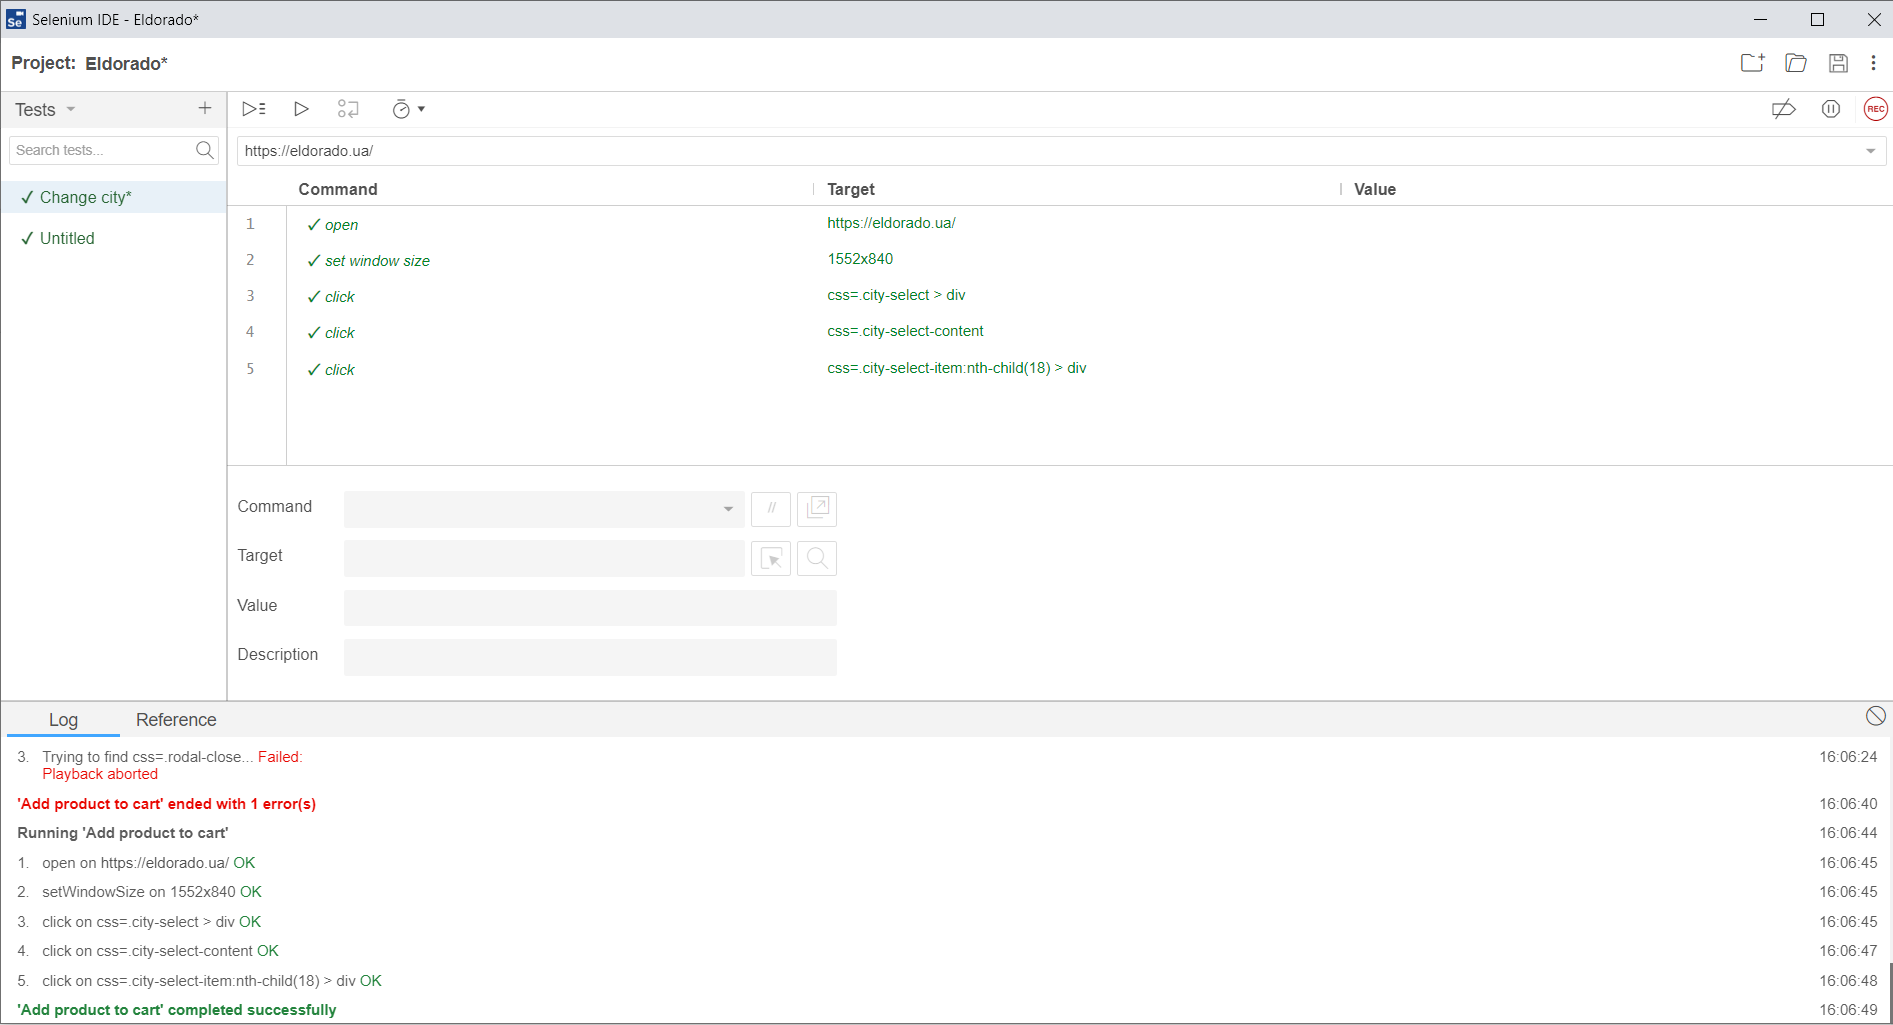 Se Selenium IDE - Eldorado*
Project: Eldorado*
Tests
REC
Search tests...
https://eldorado.ua/
✓ Change city*
✓ Untitled
Command Target Value
1 ✓ open https://eldorado.ua/
2 ✓ set window size 1552x840
3 ✓ click css=.city-select > div
4 ✓ click css=.city-select-content
5 ✓ click css=.city-select-item:nth-child(18) > div
Command //
Target
Value
Description
Log Reference
3. Trying to find css=.rodal-close... Failed: 16:06:24
Playback aborted
'Add product to cart' ended with 1 error(s) 16:06:40
Running 'Add product to cart' 16:06:44
1. open on https://eldorado.ua/ OK 16:06:45
2. setWindowSize on 1552x840 OK 16:06:45
3. click on css=.city-select > div OK 16:06:45
4. click on css=.city-select-content OK 16:06:47
5. click on css=.city-select-item:nth-child(18) > div OK 16:06:48
'Add product to cart' completed successfully 16:06:49